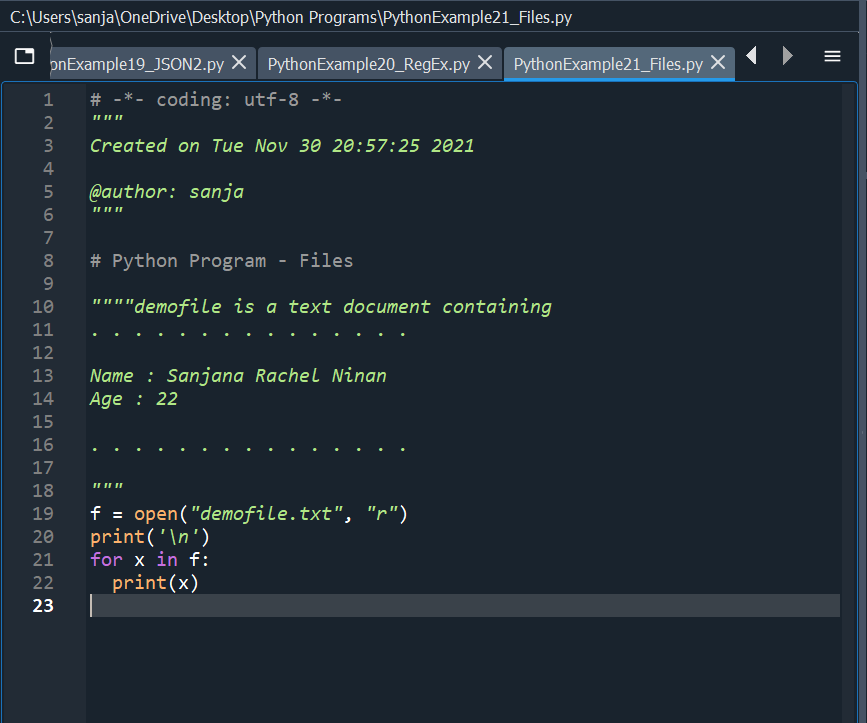 C:\Users\sanja\OneDrive\Desktop\Python Programs\PythonExample21_Files.py
onExample19_JSON2.py PythonExample20_RegEx.py PythonExample21_Files.py
1 # -*- coding: utf-8 -*-
2 """
3 Created on Tue Nov 30 20:57:25 2021
4
5 @author: sanja
6 """
7
8 # Python Program - Files
9
10 """"demofile is a text document containing
11 . . . . . . . . . . . . . . .
12
13 Name : Sanjana Rachel Ninan
14 Age : 22
15
16 . . . . . . . . . . . . . . .
17
18 """
19 f = open("demofile.txt", "r")
20 print('\n')
21 for x in f:
22   print(x)
23